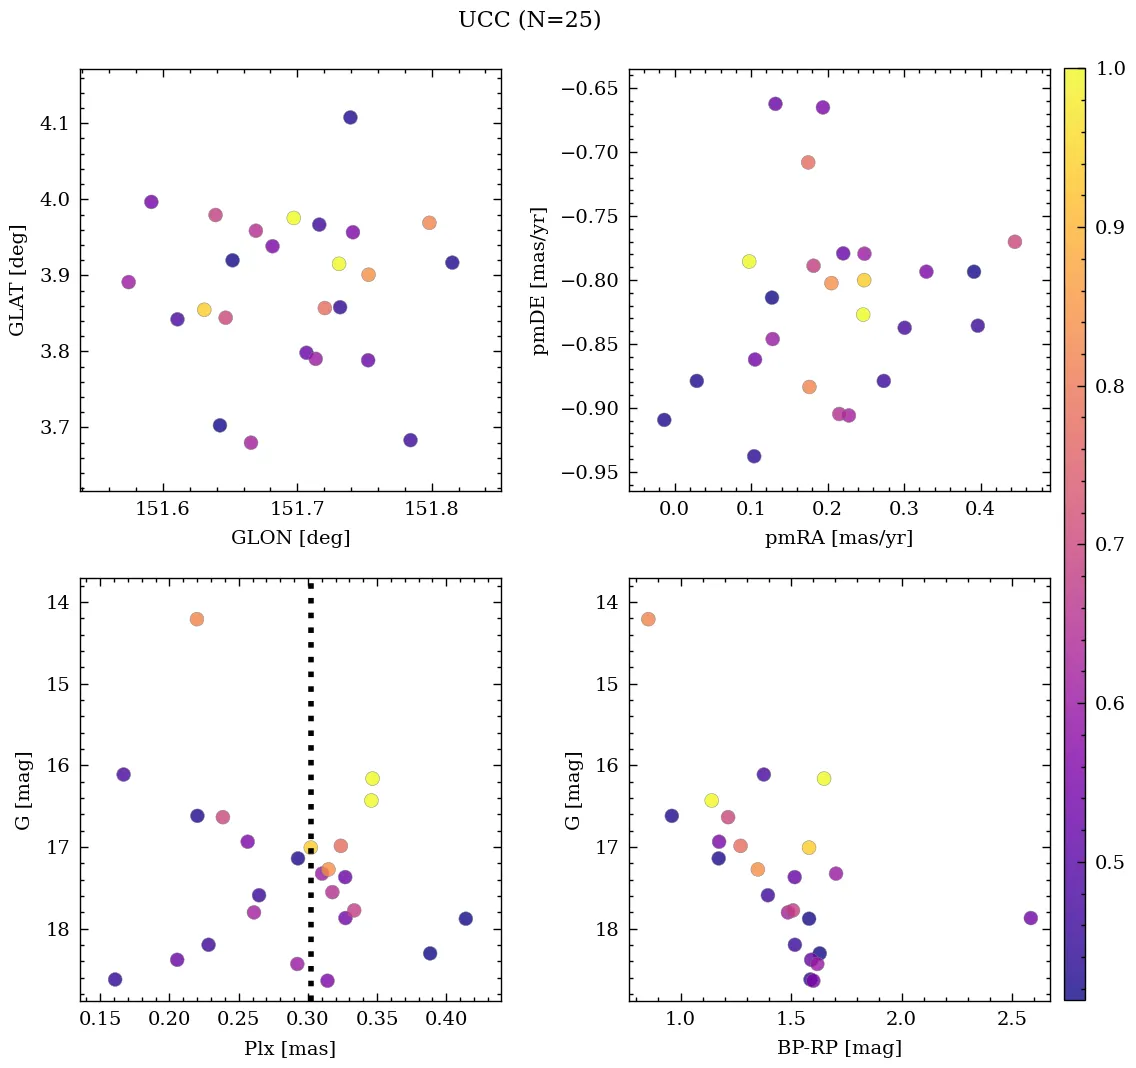 UCC (N=25)
4.1
4.0
3.9
3.8
3.7
GLAT [deg]
151.6 151.7 151.8
GLON [deg]
−0.65
−0.70
−0.75
−0.80
−0.85
−0.90
−0.95
pmDE [mas/yr]
0.0 0.1 0.2 0.3 0.4
pmRA [mas/yr]
14
15
16
17
18
G [mag]
0.15 0.20 0.25 0.30 0.35 0.40
Plx [mas]
14
15
16
17
18
G [mag]
1.0 1.5 2.0 2.5
BP-RP [mag]
1.0
0.9
0.8
0.7
0.6
0.5